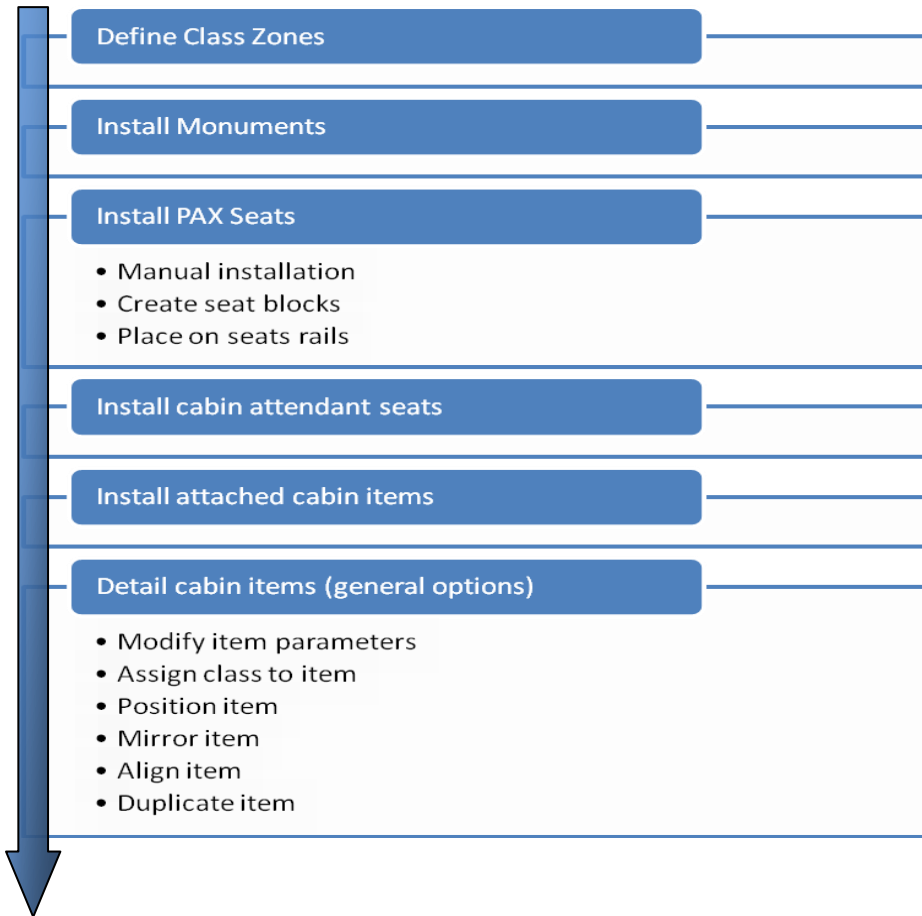 Define Class Zones
Install Monuments
Install PAX Seats
• Manual installation
• Create seat blocks
• Place on seats rails
Install cabin attendant seats
Install attached cabin items
Detail cabin items (general options)
• Modify item parameters
• Assign class to item
• Position item
• Mirror item
• Align item
• Duplicate item